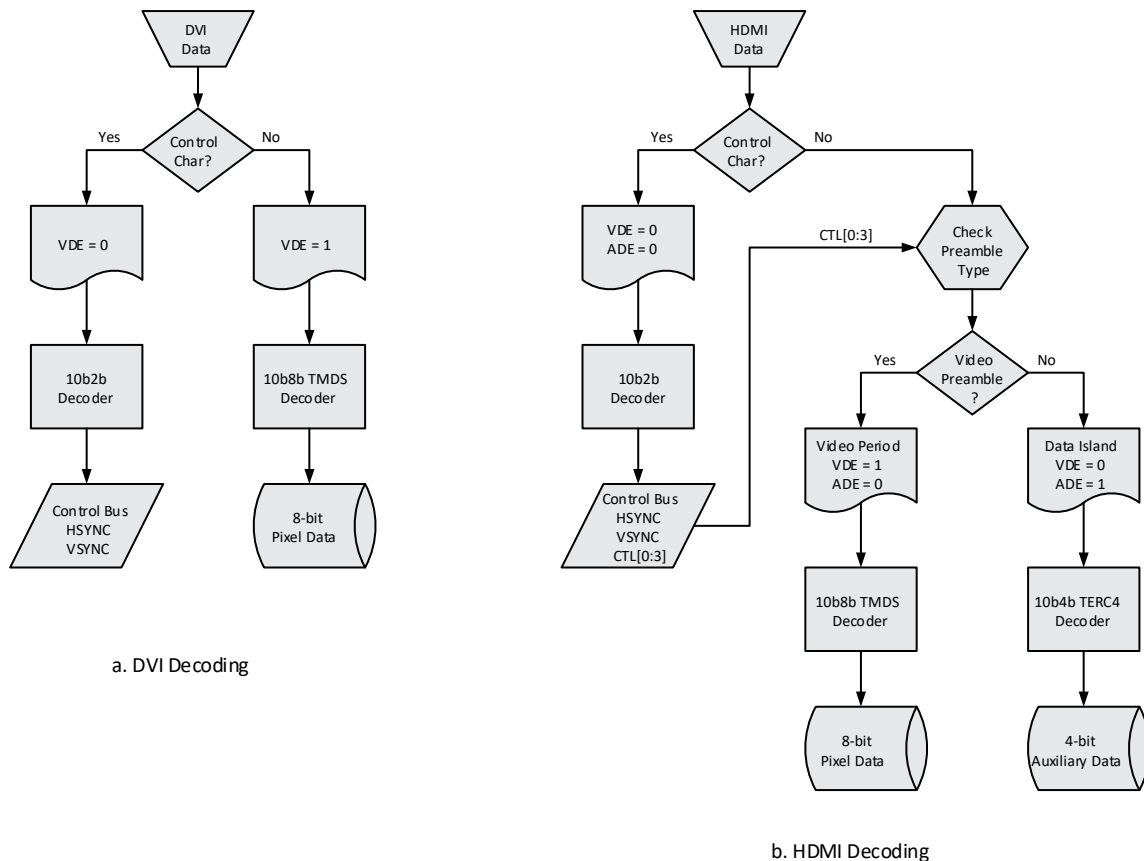 DVI
Data
Yes
Control
Char?
No
VDE = 0
VDE = 1
10b2b
Decoder
10b8b TMDS
Decoder
Control Bus
HSYNC
VSYNC
8-bit
Pixel Data
a. DVI Decoding
HDMI
Data
Yes
Control
Char?
No
VDE = 0
ADE = 0
CTL[0:3]
Check
Preamble
Type
10b2b
Decoder
Yes
Video
Preamble
?
No
Control Bus
HSYNC
VSYNC
CTL[0:3]
Video Period
VDE = 1
ADE = 0
Data Island
VDE = 0
ADE = 1
10b8b TMDS
Decoder
10b4b TERC4
Decoder
8-bit
Pixel Data
4-bit
Auxiliary Data
b. HDMI Decoding